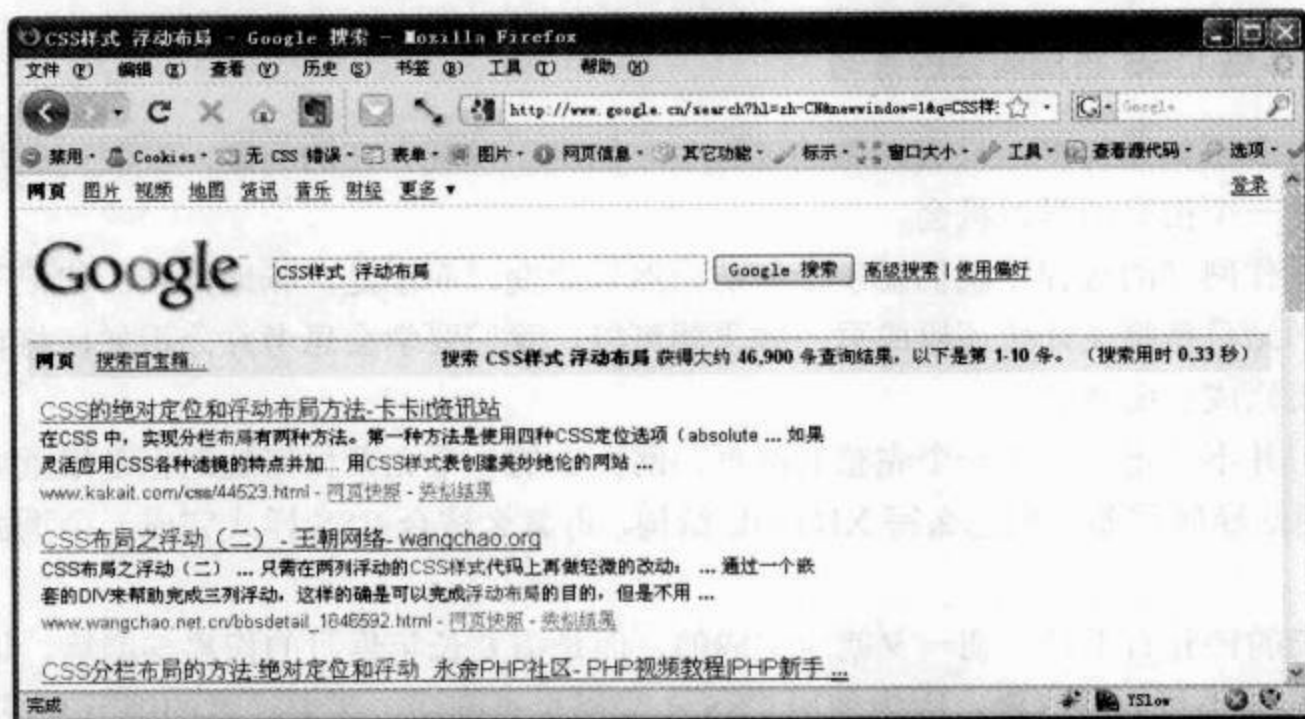 CSS样式 浮动布局 - Google 搜索 - Mozilla Firefox
文件(F) 编辑(E) 查看(V) 历史(S) 书签(B) 工具(T) 帮助(H)
http://www.google.cn/search?hl=zh-CN&newwindow=1&q=CSS样 Google
禁用 Cookies 无 CSS 错误 表单 图片 网页信息 其它功能 标示 窗口大小 工具 查看源代码 选项
网页 图片 视频 地图 资讯 音乐 财经 更多 ▼ 登录
Google CSS样式 浮动布局 Google 搜索 高级搜索 | 使用偏好
网页 搜索百宝箱... 搜索 CSS样式 浮动布局 获得大约 46,900 条查询结果，以下是第 1-10 条。 （搜索用时 0.33 秒）
CSS的绝对定位和浮动布局方法-卡卡it资讯站
在CSS 中，实现分栏布局有两种方法。第一种方法是使用四种CSS定位选项（absolute ... 如果
灵活应用CSS各种滤镜的特点并加... 用CSS样式表创建美妙绝伦的网站 ...
www.kakait.com/css/44523.html - 网页快照 - 类似结果
CSS布局之浮动（二） - 王朝网络- wangchao.org
CSS布局之浮动（二） ... 只需在两列浮动的CSS样式代码上再做轻微的改动： ... 通过一个嵌
套的DIV来帮助完成三列浮动，这样的确是可以完成浮动布局的目的，但是不用 ...
www.wangchao.net.cn/bbsdetail_1846592.html - 网页快照 - 类似结果
CSS分栏布局的方法:绝对定位和浮动 永余PHP社区- PHP视频教程|PHP新手 ...
完成 YSlow